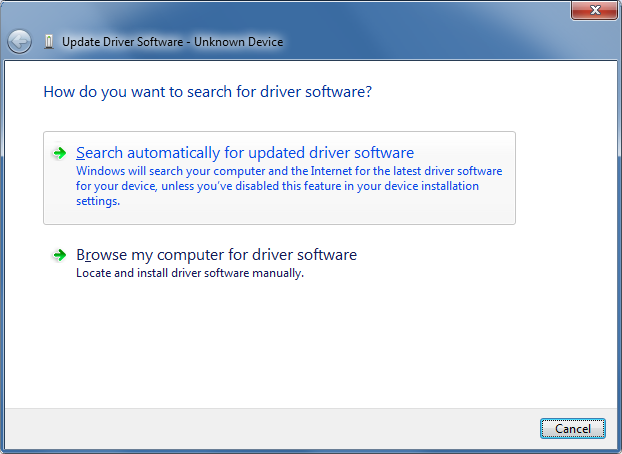 Update Driver Software - Unknown Device
How do you want to search for driver software?
Search automatically for updated driver software
Windows will search your computer and the Internet for the latest driver software
for your device, unless you've disabled this feature in your device installation
settings.
Browse my computer for driver software
Locate and install driver software manually.
Cancel